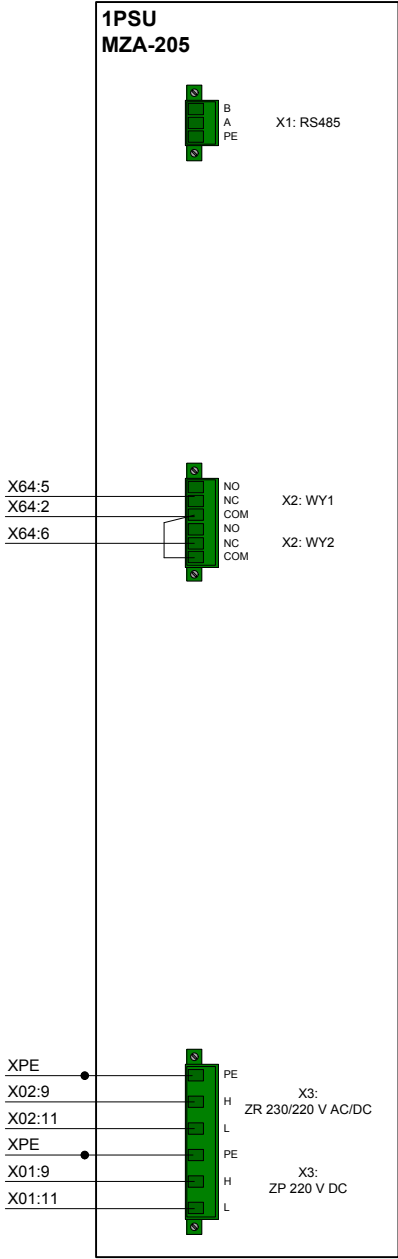 1PSU
MZA-205
B
A
PE
X1: RS485
X64:5
X64:2
X64:6
NO
NC
COM
NO
NC
COM
X2: WY1
X2: WY2
XPE
X02:9
X02:11
XPE
X01:9
X01:11
PE
H
L
PE
H
L
X3:
ZR 230/220 V AC/DC
X3:
ZP 220 V DC